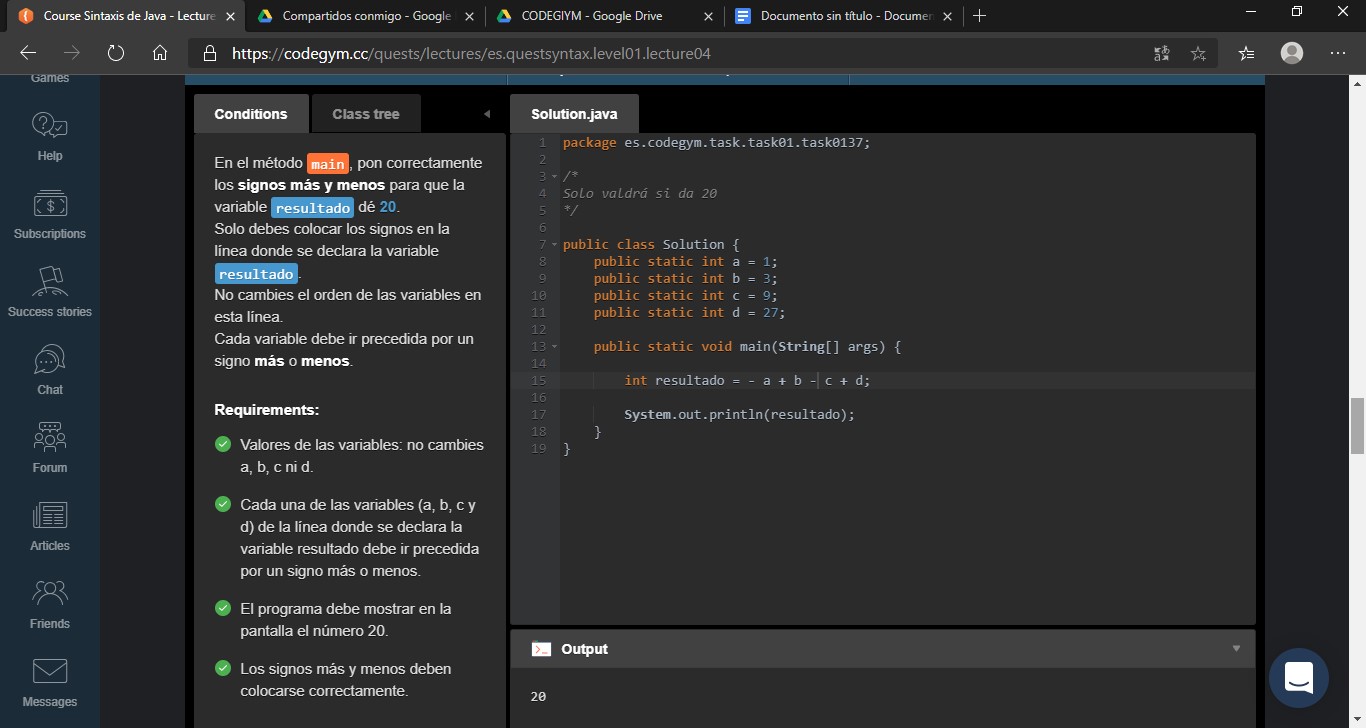 Course Sintaxis de Java - Lecture
Compartidos conmigo - Google
CODEGIYM - Google Drive
Documento sin título - Documen
https://codegym.cc/quests/lectures/es.questsyntax.level01.lecture04
Games
Help
Subscriptions
Success stories
Chat
Forum
Articles
Friends
Messages
Conditions
Class tree
En el método main, pon correctamente
los signos más y menos para que la
variable resultado dé 20.
Solo debes colocar los signos en la
línea donde se declara la variable
resultado.
No cambies el orden de las variables en
esta línea.
Cada variable debe ir precedida por un
signo más o menos.
Requirements:
Valores de las variables: no cambies
a, b, c ni d.
Cada una de las variables (a, b, c y
d) de la línea donde se declara la
variable resultado debe ir precedida
por un signo más o menos.
El programa debe mostrar en la
pantalla el número 20.
Los signos más y menos deben
colocarse correctamente.
Solution.java
1 package es.codegym.task.task01.task0137;
2
3 /*
4 Solo valdrá si da 20
5 */
6
7 public class Solution {
8 public static int a = 1;
9 public static int b = 3;
10 public static int c = 9;
11 public static int d = 27;
12
13 public static void main(String[] args) {
14
15 int resultado = - a + b - c + d;
16
17 System.out.println(resultado);
18 }
19 }
Output
20